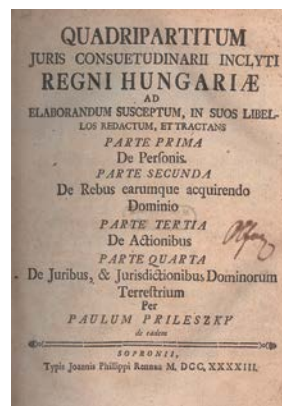 QUADRIPARTITUM
JURIS CONSUETUDINARII INCLYTI
REGNI HUNGARIÆ
AD
ELABORANDUM SUSCEPTUM, IN SUOS LIBEL-
LOS REDACTUM, ET TRACTANS
PARTE PRIMA
De Perſonis.
PARTE SECUNDA
De Rebus earumque acquirendo
Dominio
PARTE TERTIA
De Actionibus
PARTE QUARTA
De Juribus, & Jurisdictionibus Dominorum
Terreſtrium
Per
PAULUM PRILESZKY
de eadem
SOPRONII,
Typis Joannis Phillippi Rennau M. DCC, XXXXIII.